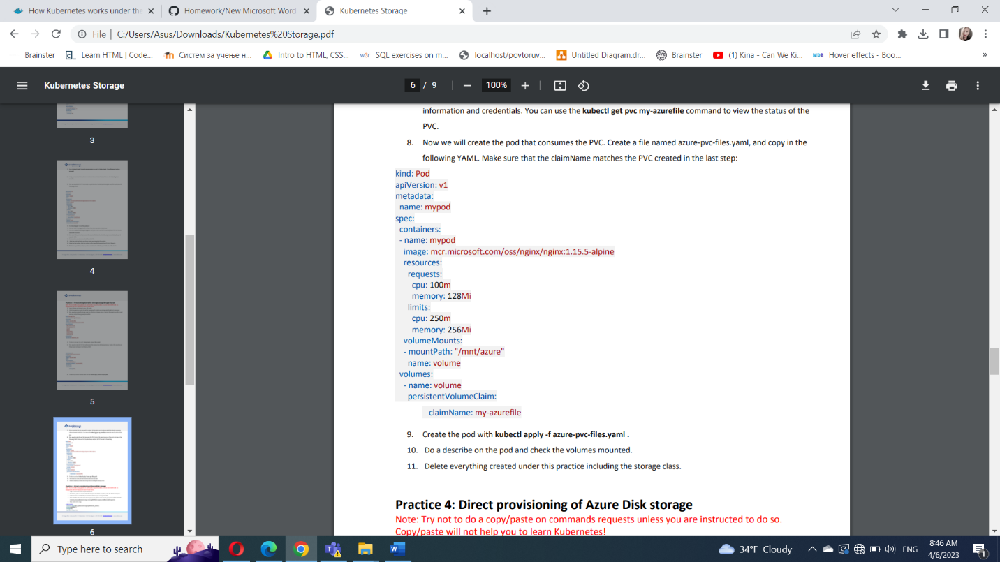 How Kubernetes works under the
Homework/New Microsoft Word
Kubernetes Storage
File | C:/Users/Asus/Downloads/Kubernetes%20Storage.pdf
Brainster
Learn HTML | Code...
Систем за учење н...
Intro to HTML, CSS...
w3r SQL exercises on m...
localhost/povtoruv...
Untitled Diagram.dr...
Brainster
(1) Kina - Can We Ki...
MDB Hover effects - Boo...
»
Kubernetes Storage
6 / 9
100%
3
4
5
6
information and credentials. You can use the kubectl get pvc my-azurefile command to view the status of the
PVC.
8. Now we will create the pod that consumes the PVC. Create a file named azure-pvc-files.yaml, and copy in the
following YAML. Make sure that the claimName matches the PVC created in the last step:
kind: Pod
apiVersion: v1
metadata:
name: mypod
spec:
containers:
- name: mypod
image: mcr.microsoft.com/oss/nginx/nginx:1.15.5-alpine
resources:
requests:
cpu: 100m
memory: 128Mi
limits:
cpu: 250m
memory: 256Mi
volumeMounts:
- mountPath: "/mnt/azure"
name: volume
volumes:
- name: volume
persistentVolumeClaim:
claimName: my-azurefile
9. Create the pod with kubectl apply -f azure-pvc-files.yaml .
10. Do a describe on the pod and check the volumes mounted.
11. Delete everything created under this practice including the storage class.
Practice 4: Direct provisioning of Azure Disk storage
Note: Try not to do a copy/paste on commands requests unless you are instructed to do so.
Copy/paste will not help you to learn Kubernetes!
Type here to search
34°F Cloudy
ENG
8:46 AM
4/6/2023
1